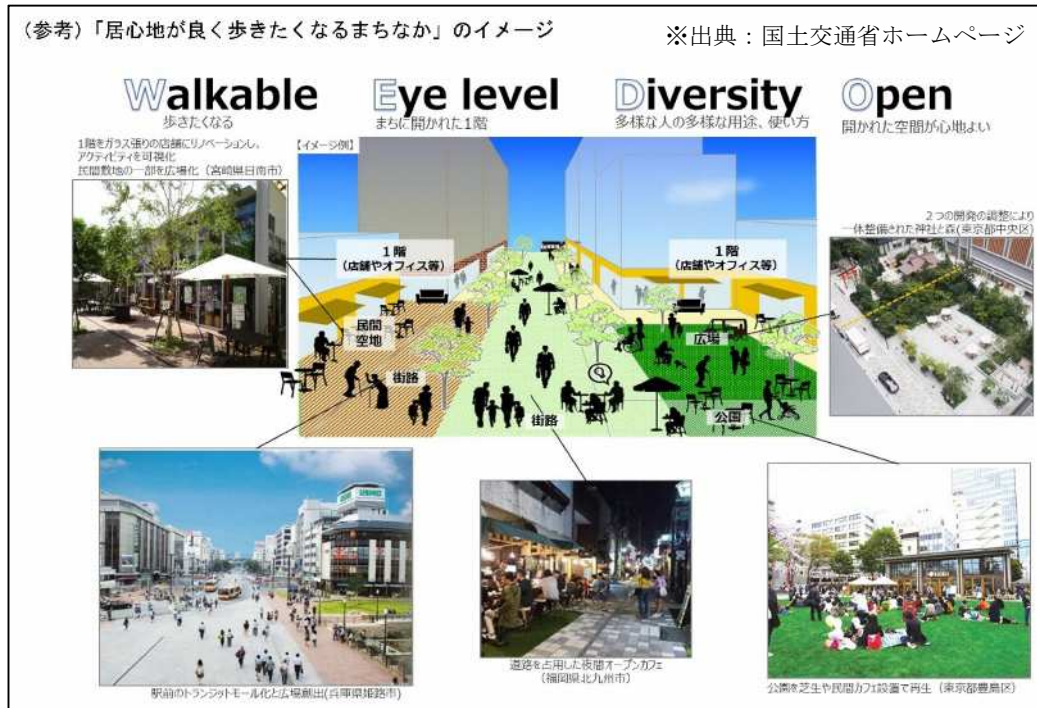 (参考)「居心地が良く歩きたくなるまちなか」のイメージ
※出典：国土交通省ホームページ
Walkable
歩きたくなる
Eye level
まちに開かれた1階
Diversity
多様な人の多様な用途、使い方
Open
開かれた空間が心地よい
1階をガラス張りの店舗にリノベーションし、
アクティビティを可視化
民間敷地の一部を広場化（宮崎県日南市）
【イメージ例】
2つの開発の調整により
一体整備された神社と森(東京都中央区)
1階
（店舗やオフィス等）
1階
（店舗やオフィス等）
民間
空地
広場
街路
街路
公園
駅前のトランジットモール化と広場創出(兵庫県姫路市)
道路を占用した夜間オープンカフェ
（福岡県北九州市）
公園を芝生や民間カフェ設置で再生（東京都豊島区）